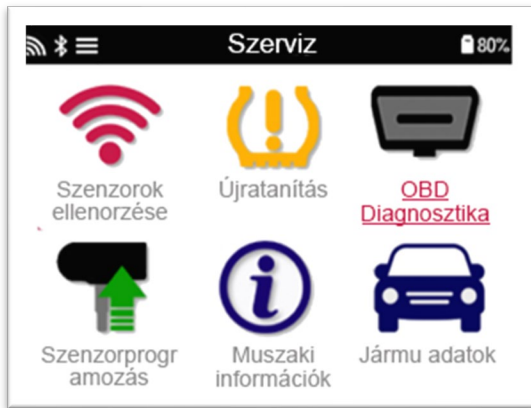 Szerviz 80%
Szenzorok
ellenorzése
Újratanítás
OBD
Diagnosztika
Szenzorprogr
amozás
Muszaki
információk
Jármu adatok